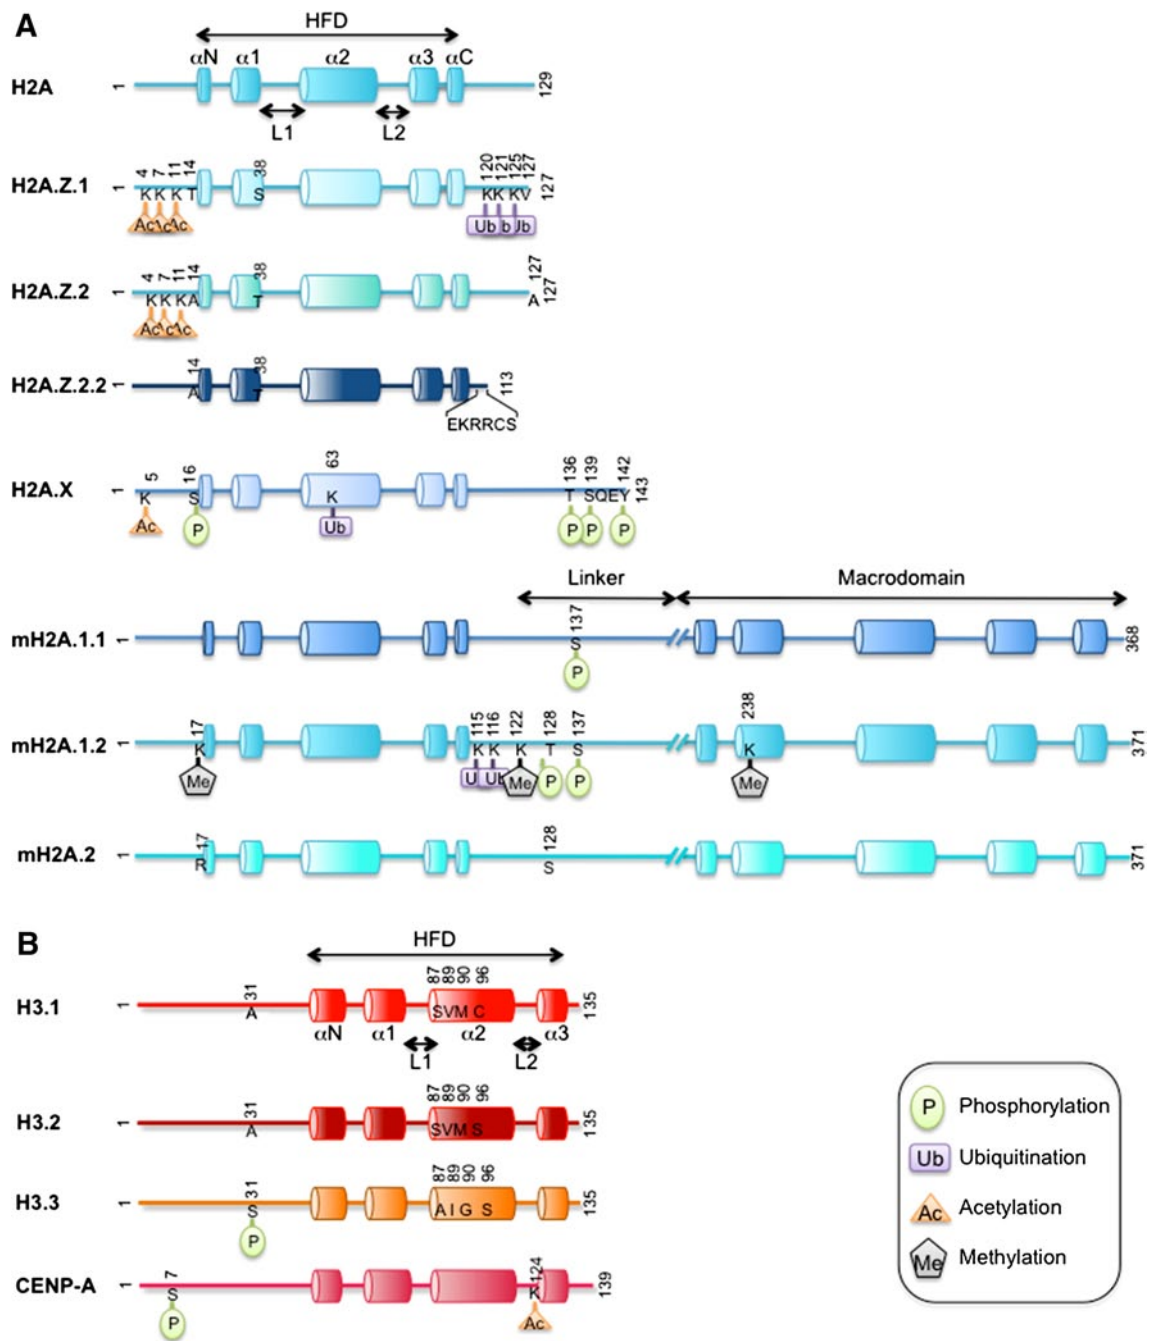 A
HFD
αN α1 α2 α3 αC
H2A 1 129
L1 L2
4 7 11 14 38 120 121 125 127
H2A.Z.1 1 127
K K K T S K K K V
Ac Ac Ac Ub b Ub
4 7 11 14 38 127
H2A.Z.2 1 127
K K K A T A
Ac Ac Ac
14 38
H2A.Z.2.2 1 113
A T
EKRRCS
63
5 16 136 139 142
H2A.X 1 143
K S K T SQEY
Ac P Ub P P P
Linker Macrodomain
137
mH2A.1.1 1 368
S
P
17 115 116 122 128 137 238
mH2A.1.2 1 371
K K K K T S K
Me U Ub Me P P Me
17 128
mH2A.2 1 371
R S
B
HFD
31 87 89 90 96
H3.1 1 135
A SVM C
αN α1 α2 α3
L1 L2
31 87 89 90 96
H3.2 1 135
A SVM S
31 87 89 90 96
H3.3 1 135
S A I G S
P
7 124
CENP-A 1 139
S K
P Ac
P Phosphorylation
Ub Ubiquitination
Ac Acetylation
Me Methylation